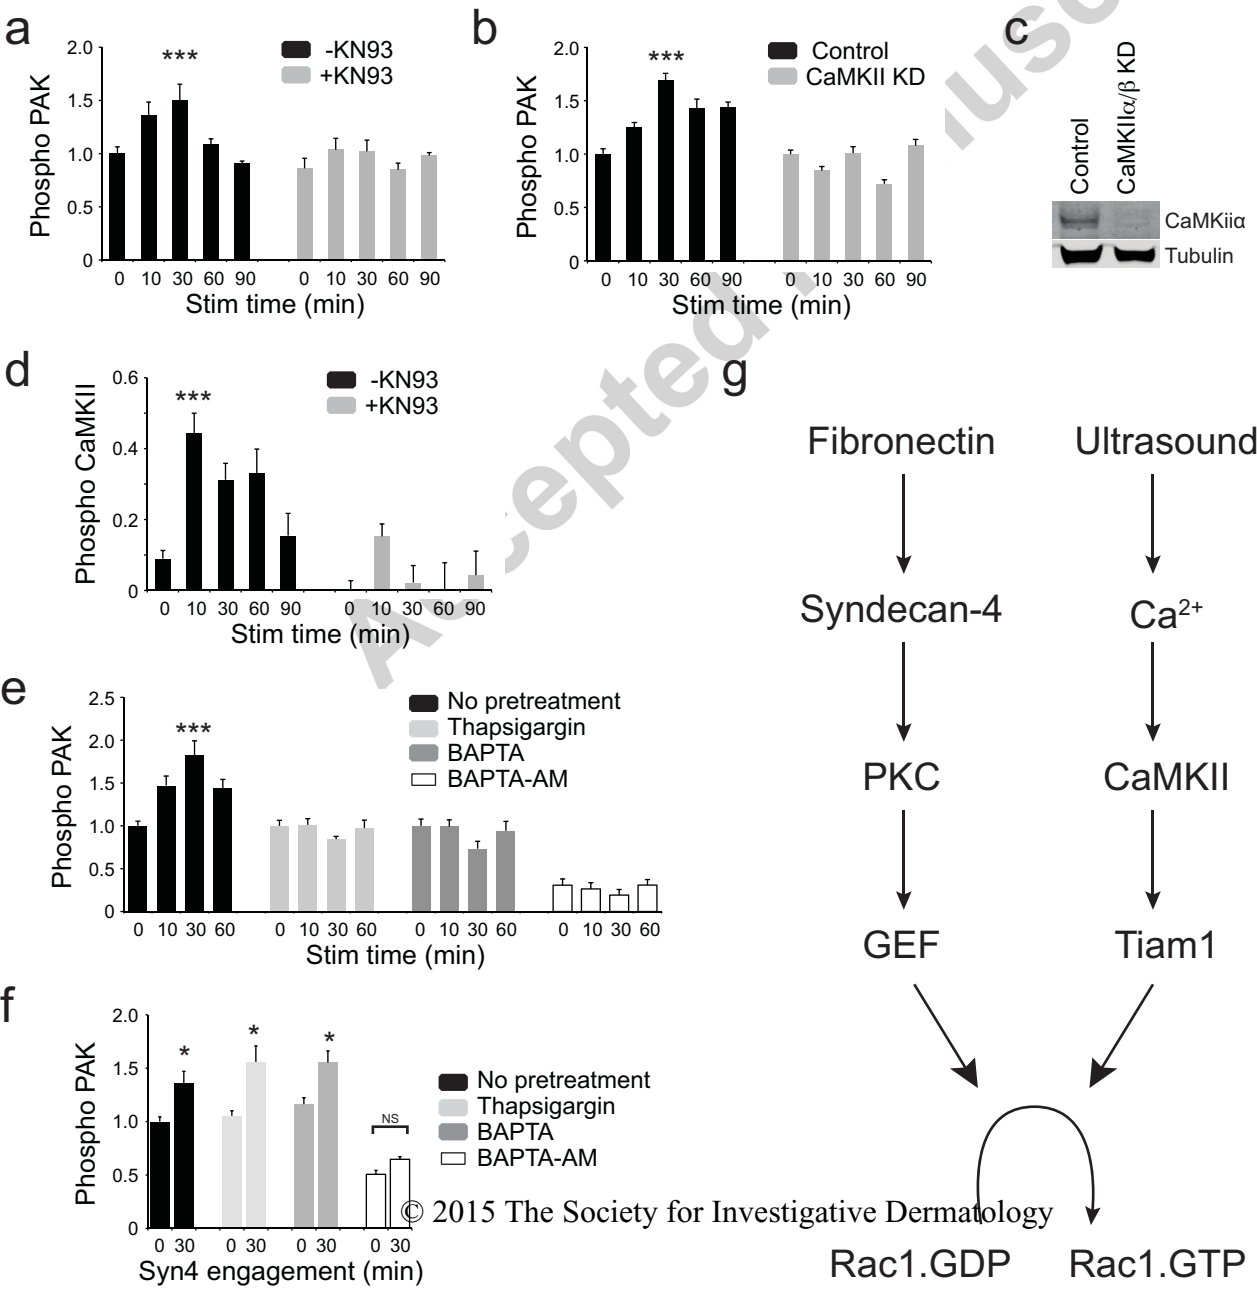 a
2.0
1.5
1.0
0.5
0
Phospho PAK
***
-KN93
+KN93
0 10 30 60 90 0 10 30 60 90
Stim time (min)
b
2.0
1.5
1.0
0.5
0
Phospho PAK
***
Control
CaMKII KD
0 10 30 60 90 0 10 30 60 90
Stim time (min)
c
Control
CaMKIIα/β KD
CaMKiiα
Tubulin
d
0.6
0.4
0.2
0
Phospho CaMKII
***
-KN93
+KN93
0 10 30 60 90 0 10 30 60 90
Stim time (min)
e
2.5
2.0
1.5
1.0
0.5
0
Phospho PAK
***
No pretreatment
Thapsigargin
BAPTA
BAPTA-AM
0 10 30 60 0 10 30 60 0 10 30 60 0 10 30 60
Stim time (min)
f
2.0
1.5
1.0
0.5
0
Phospho PAK
* * *
NS
No pretreatment
Thapsigargin
BAPTA
BAPTA-AM
0 30 0 30 0 30 0 30
Syn4 engagement (min)
g
Fibronectin Ultrasound
Syndecan-4 Ca²⁺
PKC CaMKII
GEF Tiam1
Rac1.GDP Rac1.GTP
© 2015 The Society for Investigative Dermatology